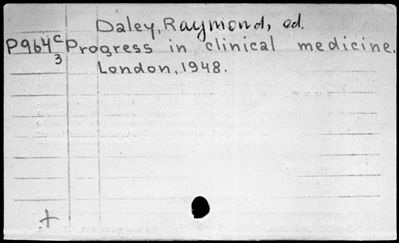 Daley, Raymond, ed.
P964c Progress in clinical medicine.
3 London, 1948.
+